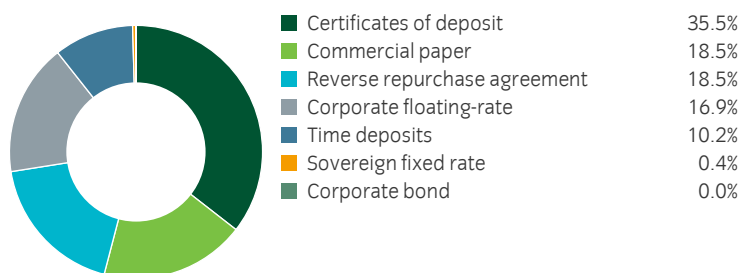 Certificates of deposit 35.5%
Commercial paper 18.5%
Reverse repurchase agreement 18.5%
Corporate floating-rate 16.9%
Time deposits 10.2%
Sovereign fixed rate 0.4%
Corporate bond 0.0%